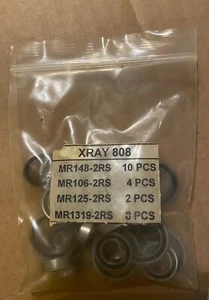 XRAY 808
MR148-2RS 10 PCS
MR106-2RS 4 PCS
MR125-2RS 2 PCS
MR1319-2RS 8 PCS